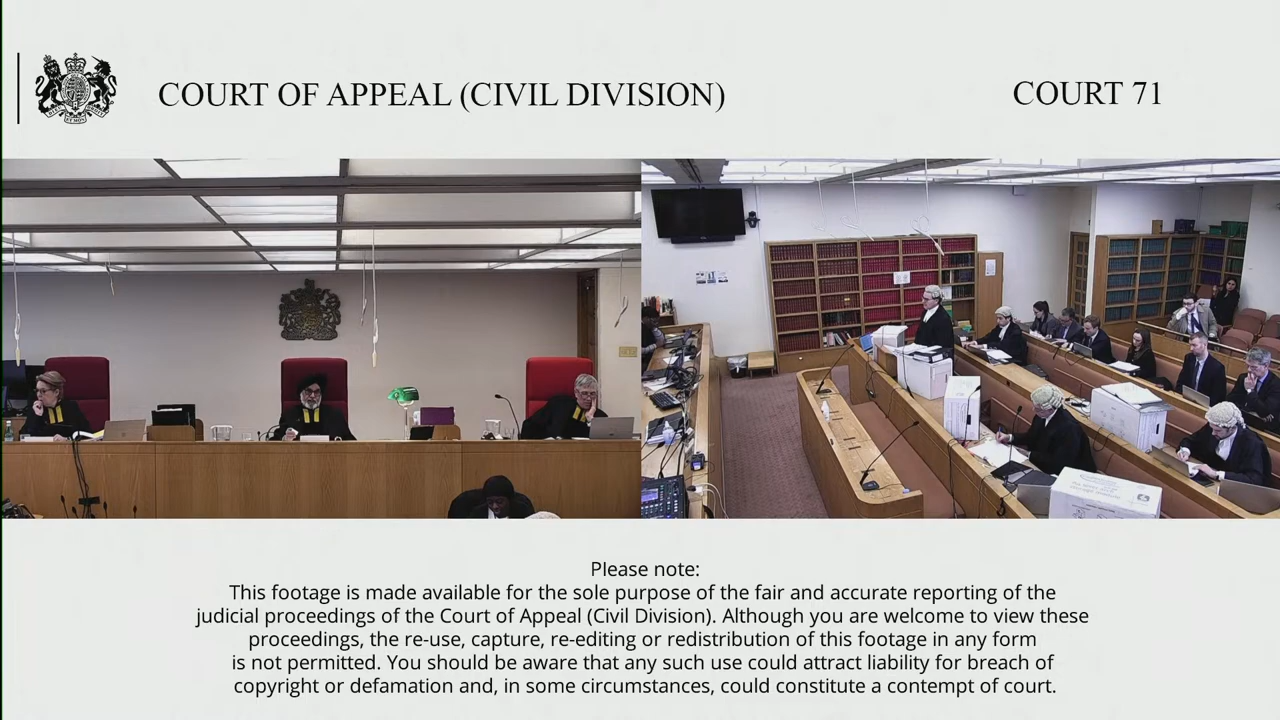 COURT OF APPEAL (CIVIL DIVISION)
COURT 71
Please note:
This footage is made available for the sole purpose of the fair and accurate reporting of the
judicial proceedings of the Court of Appeal (Civil Division). Although you are welcome to view these
proceedings, the re-use, capture, re-editing or redistribution of this footage in any form
is not permitted. You should be aware that any such use could attract liability for breach of
copyright or defamation and, in some circumstances, could constitute a contempt of court.